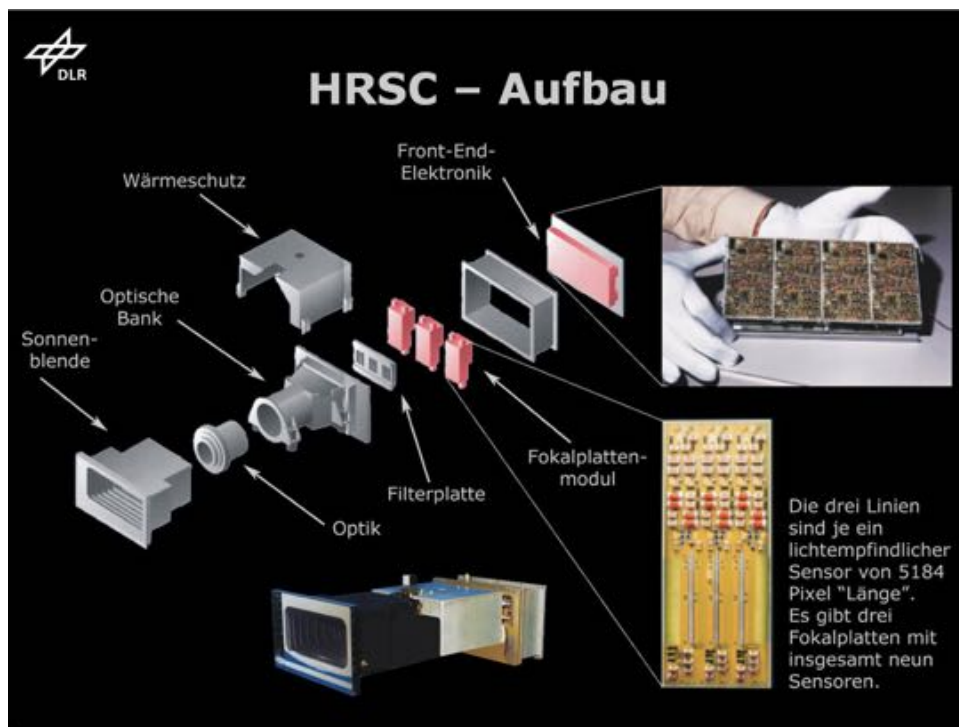 DLR
HRSC – Aufbau
Front-End-
Elektronik
Wärmeschutz
Optische
Bank
Sonnen-
blende
Fokalplatten-
modul
Filterplatte
Optik
Die drei Linien
sind je ein
lichtempfindlicher
Sensor von 5184
Pixel "Länge".
Es gibt drei
Fokalplatten mit
insgesamt neun
Sensoren.